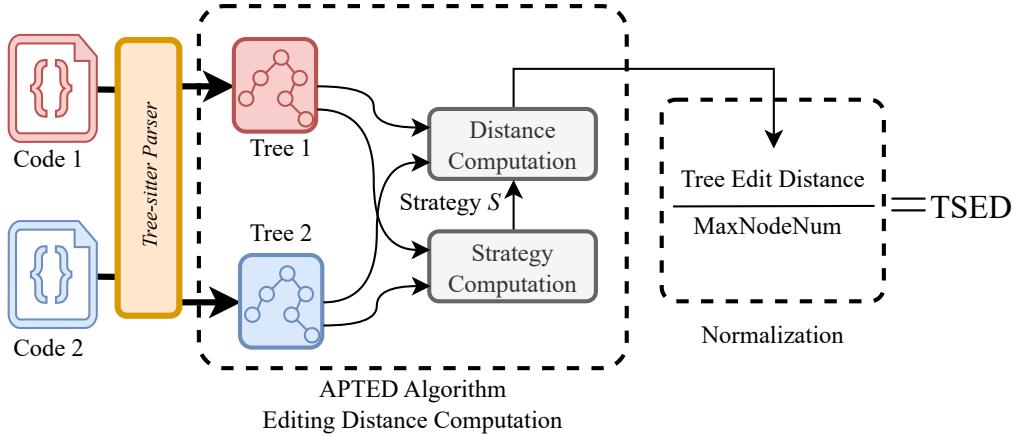 { }
Code 1
{ }
Code 2
Tree-sitter Parser
Tree 1
Tree 2
Distance
Computation
Strategy S
Strategy
Computation
APTED Algorithm
Editing Distance Computation
Tree Edit Distance
MaxNodeNum
=TSED
Normalization